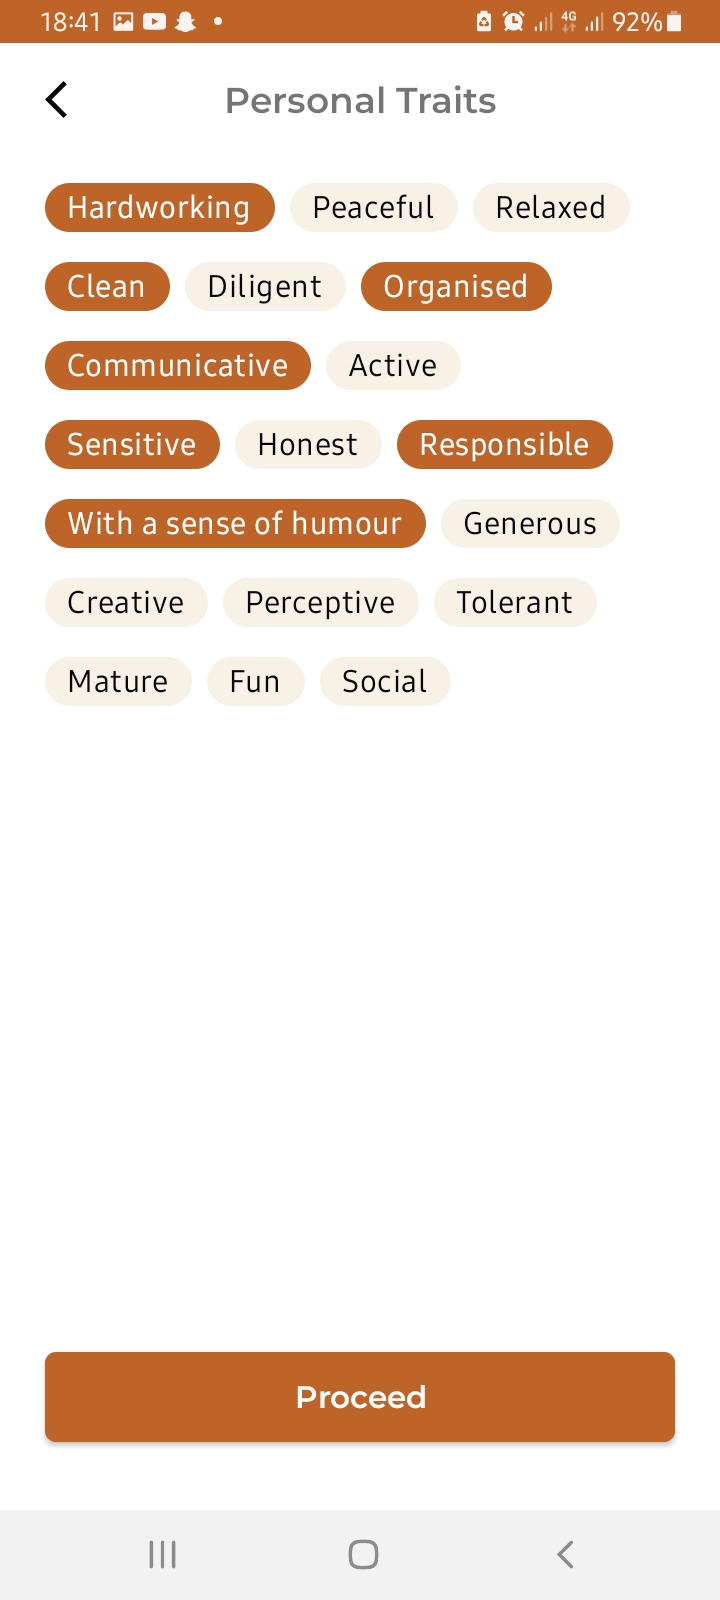 18:41 4G 92%
Personal Traits
Hardworking Peaceful Relaxed
Clean Diligent Organised
Communicative Active
Sensitive Honest Responsible
With a sense of humour Generous
Creative Perceptive Tolerant
Mature Fun Social
Proceed